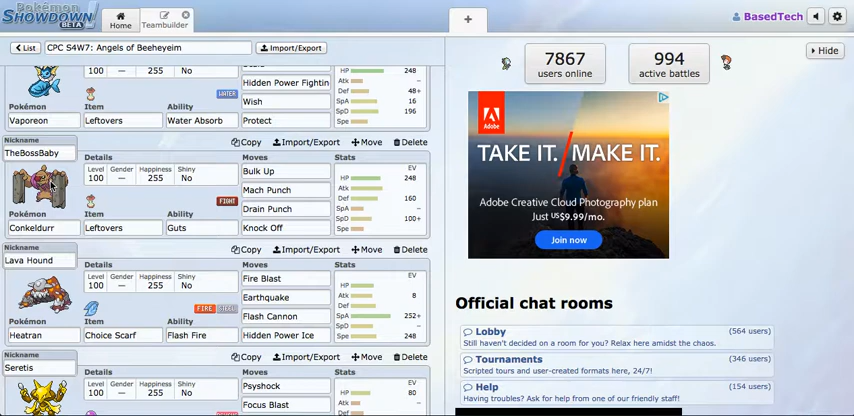 Pokémon
SHOWDOWN
BETA
Home
Teambuilder
+
BasedTech
List
CPC S4W7: Angels of Beeheyeim
Import/Export
7867
users online
994
active battles
Hide
100 — 255 No
WATER
Pokémon Item Ability
Vaporeon Leftovers Water Absorb
Hidden Power Fightin
Wish
Protect
HP 248
Atk –
Def 48+
SpA 16
SpD 196
Spe
Copy Import/Export Move Delete
Nickname
TheBossBaby
Details Moves Stats
Level Gender Happiness Shiny
100 — 255 No
FIGHT
Pokémon Item Ability
Conkeldurr Leftovers Guts
Bulk Up
Mach Punch
Drain Punch
Knock Off
EV
HP 248
Atk
Def 160
SpA –
SpD 100+
Spe
Copy Import/Export Move Delete
Nickname
Lava Hound
Details Moves Stats
Level Gender Happiness Shiny
100 — 255 No
FIRE STEEL
Pokémon Item Ability
Heatran Choice Scarf Flash Fire
Fire Blast
Earthquake
Flash Cannon
Hidden Power Ice
EV
HP
Atk 8
Def
SpA 252+
SpD –
Spe 248
Copy Import/Export Move Delete
Nickname
Seretis
Details Moves Stats
Level Gender Happiness Shiny
100 — 255 No
Psyshock
Focus Blast
EV
HP 80
Atk –
Adobe
TAKE IT. / MAKE IT.
Adobe Creative Cloud Photography plan
Just US$9.99/mo.
Join now
Official chat rooms
Lobby (564 users)
Still haven't decided on a room for you? Relax here amidst the chaos.
Tournaments (346 users)
Scripted tours and user-created formats here, 24/7!
Help (154 users)
Having troubles? Ask for help from one of our friendly staff!